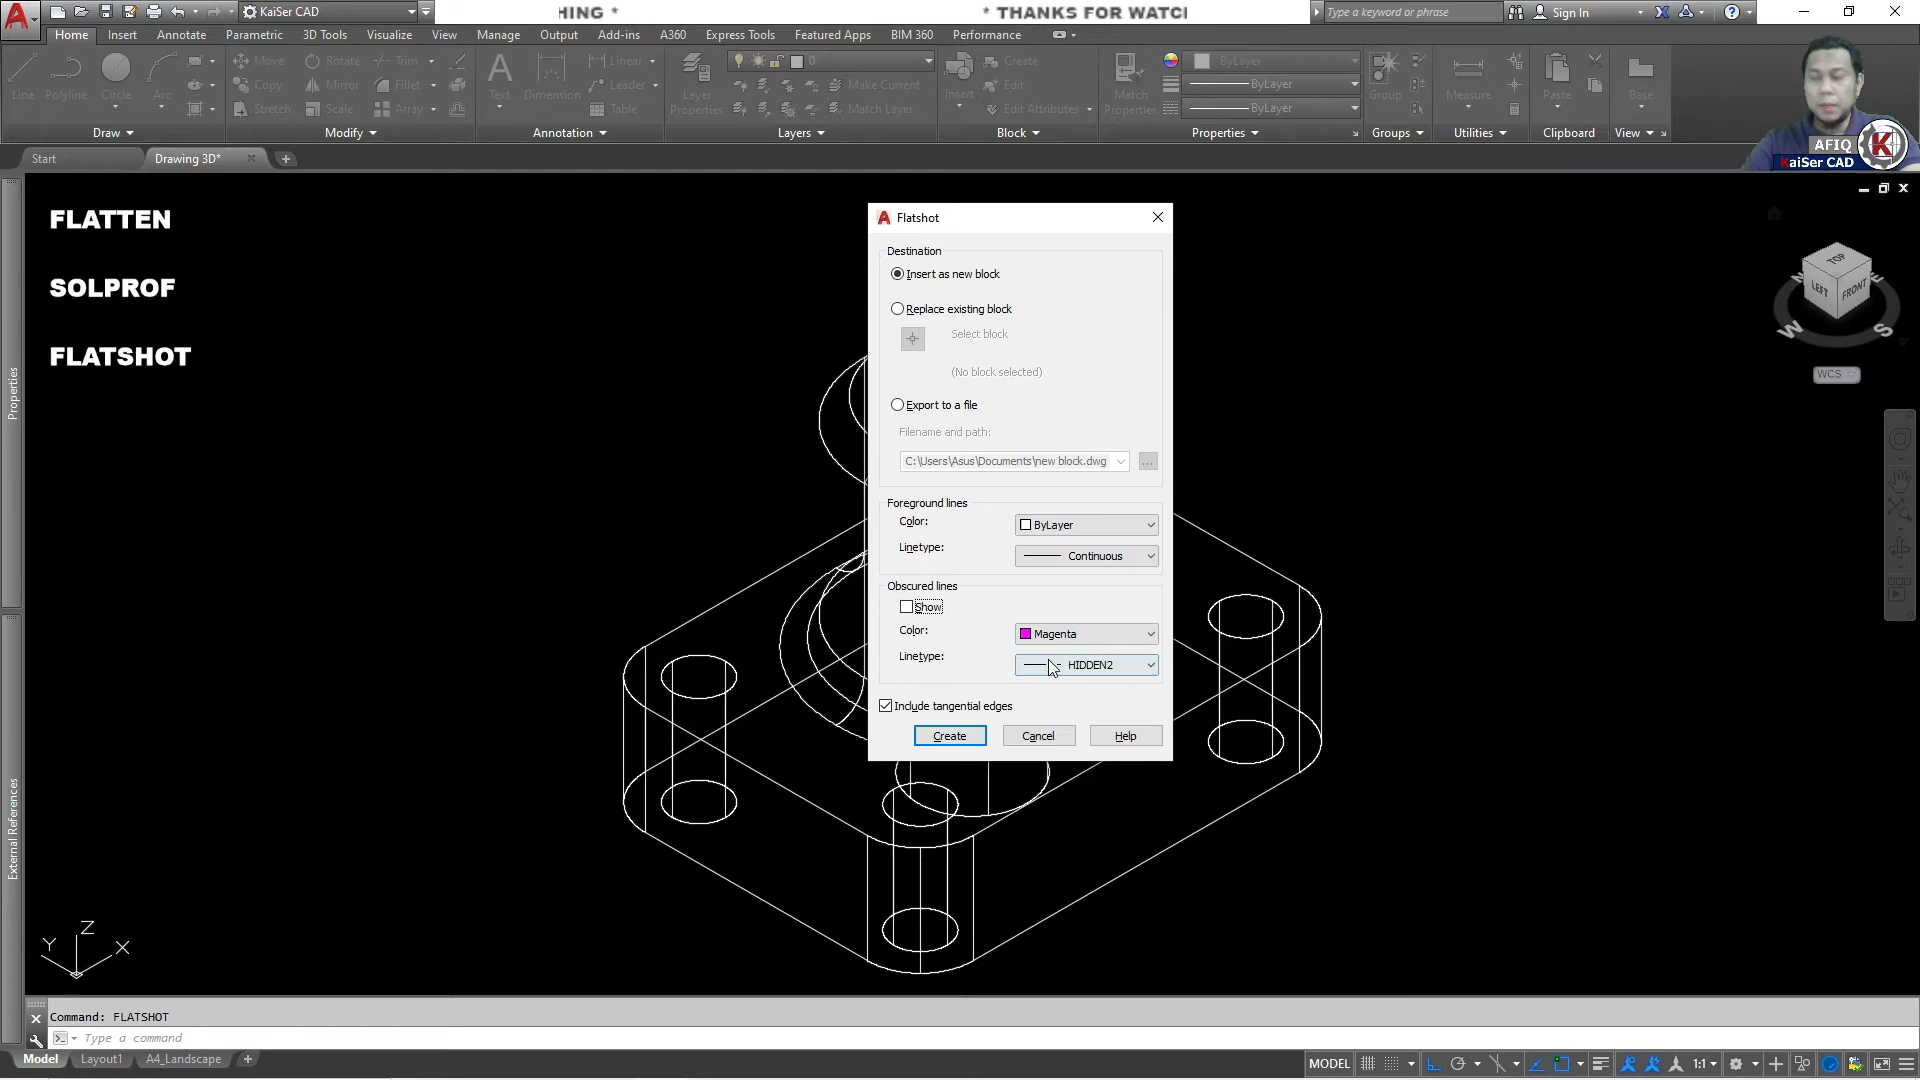 KaiSer CAD
HING *
* THANKS FOR WATC
Type a keyword or phrase
Sign In
Home
Insert
Annotate
Parametric
3D Tools
Visualize
View
Manage
Output
Add-ins
A360
Express Tools
Featured Apps
BIM 360
Performance
Line
Polyline
Circle
Arc
Draw
Move
Rotate
Trim
Copy
Mirror
Fillet
Stretch
Scale
Array
Modify
Text
Dimension
Linear
Leader
Table
Annotation
Layer
Properties
0
Make Current
Match Layer
Layers
Insert
Create
Edit
Edit Attributes
Block
Match
Properties
ByLayer
ByLayer
ByLayer
Properties
Group
Groups
Measure
Utilities
Paste
Clipboard
Base
View
AFIQ
KaiSer CAD
K
Start
Drawing 3D*
FLATTEN
SOLPROF
FLATSHOT
Properties
External References
Flatshot
Destination
Insert as new block
Replace existing block
Select block
(No block selected)
Export to a file
Filename and path:
C:\Users\Asus\Documents\new block.dwg
...
Foreground lines
Color:
ByLayer
Linetype:
Continuous
Obscured lines
Show
Color:
Magenta
Linetype:
HIDDEN2
Include tangential edges
Create
Cancel
Help
TOP
LEFT
FRONT
N
E
W
S
WCS
Z
Y
X
Command: FLATSHOT
Type a command
Model
Layout1
A4_Landscape
MODEL
1:1